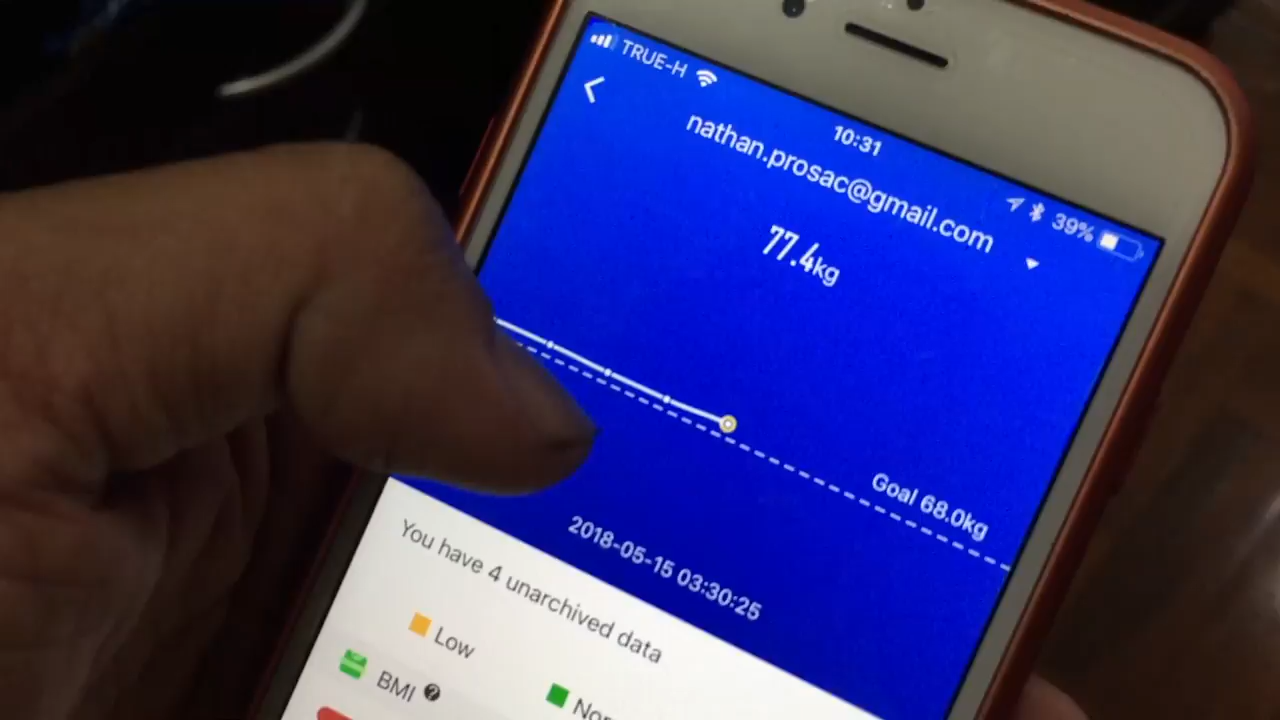 TRUE-H
10:31
39%
nathan.prosac@gmail.com
77.4kg
Goal 68.0kg
2018-05-15 03:30:25
You have 4 unarchived data
Low
BMI ?